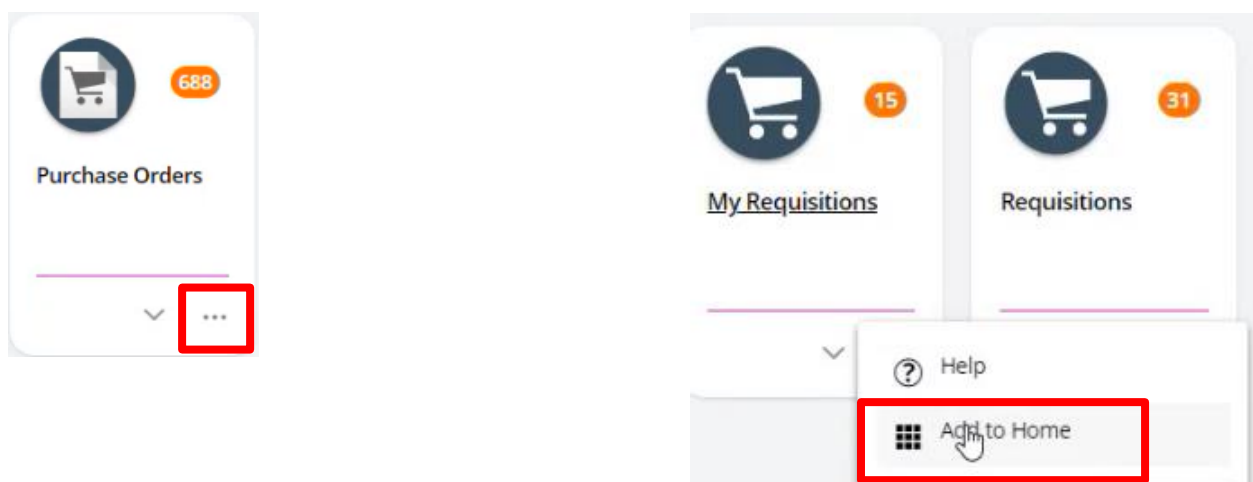 688
Purchase Orders
...
15
31
My Requisitions
Requisitions
? Help
Add to Home